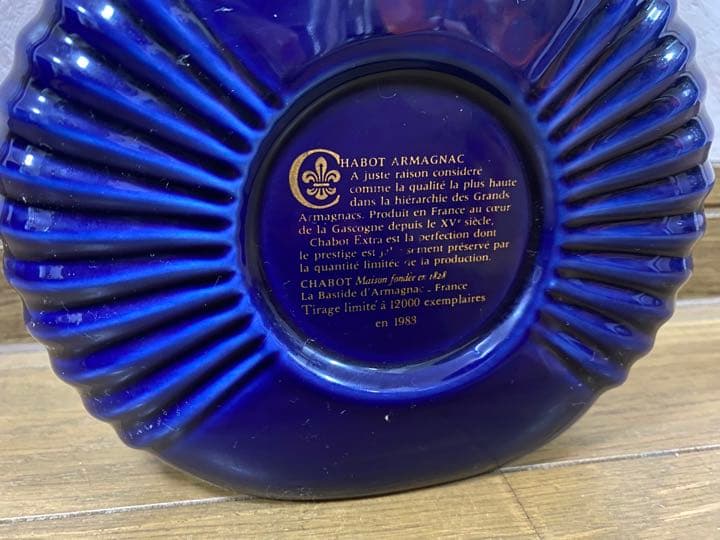 CHABOT ARMAGNAC
A juste raison considéré
comme la qualité la plus haute
dans la hiérarchie des Grands
Armagnacs. Produit en France au cœur
de la Gascogne depuis le XVe siècle.
Chabot Extra est la perfection dont
le prestige est préservé par
la quantité limitée de la production.
CHABOT Maison fondée en 1828
La Bastide d'Armagnac - France
Tirage limité à 12000 exemplaires
en 1983